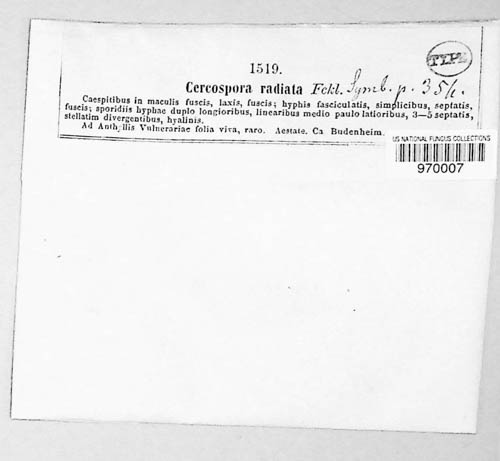 TYPE
1519.
Cercospora radiata Fckl. Symb. p. 354.
Caespitibus in maculis fuscis, laxis, fuscis; hyphis fasciculatis, simplicibus, septatis,
fuscis; sporidiis hyphae duplo longioribus, linearibus medio paulo latioribus, 3—5 septatis,
stellatim divergentibus, hyalinis.
Ad Anthyllis Vulnerariae folia viva, raro. Aestate. Ca Budenheim.
US NATIONAL FUNGUS COLLECTIONS
970007